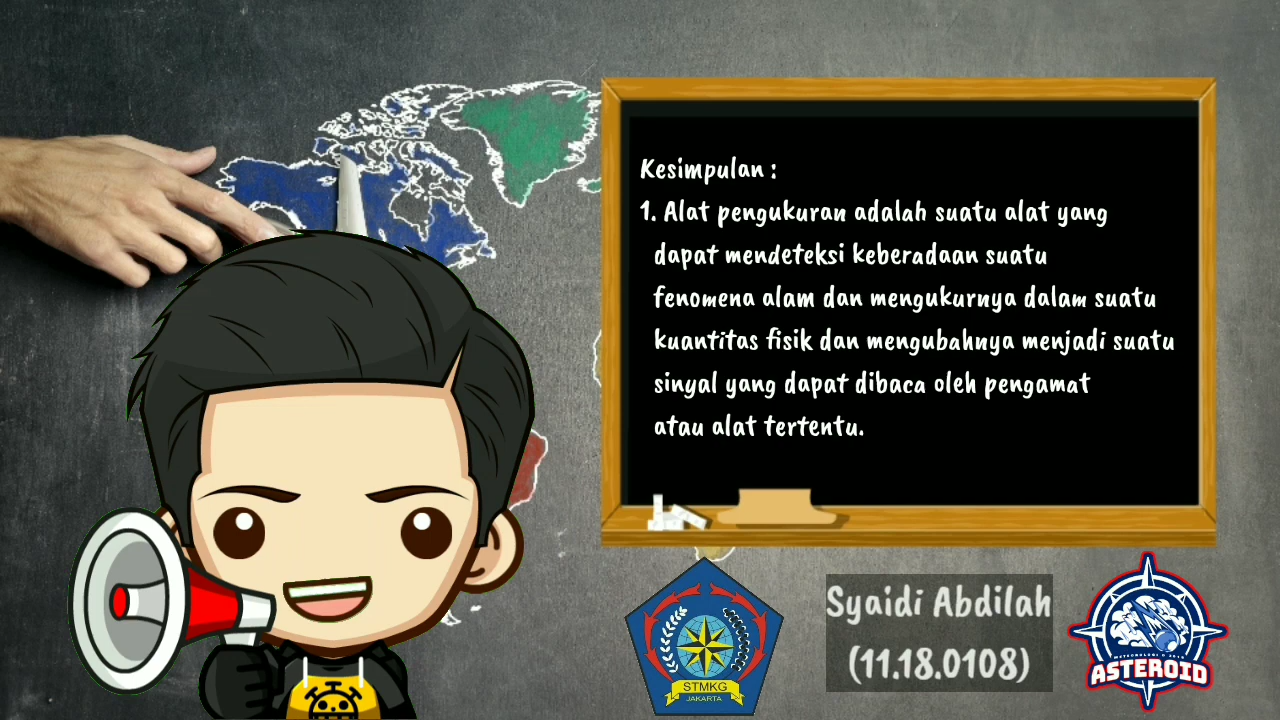 Kesimpulan :
1. Alat pengukuran adalah suatu alat yang
dapat mendeteksi keberadaan suatu
fenomena alam dan mengukurnya dalam suatu
kuantitas fisik dan mengubahnya menjadi suatu
sinyal yang dapat dibaca oleh pengamat
atau alat tertentu.
STMKG
JAKARTA
Syaidi Abdilah
(11.18.0108)
ASTEROID